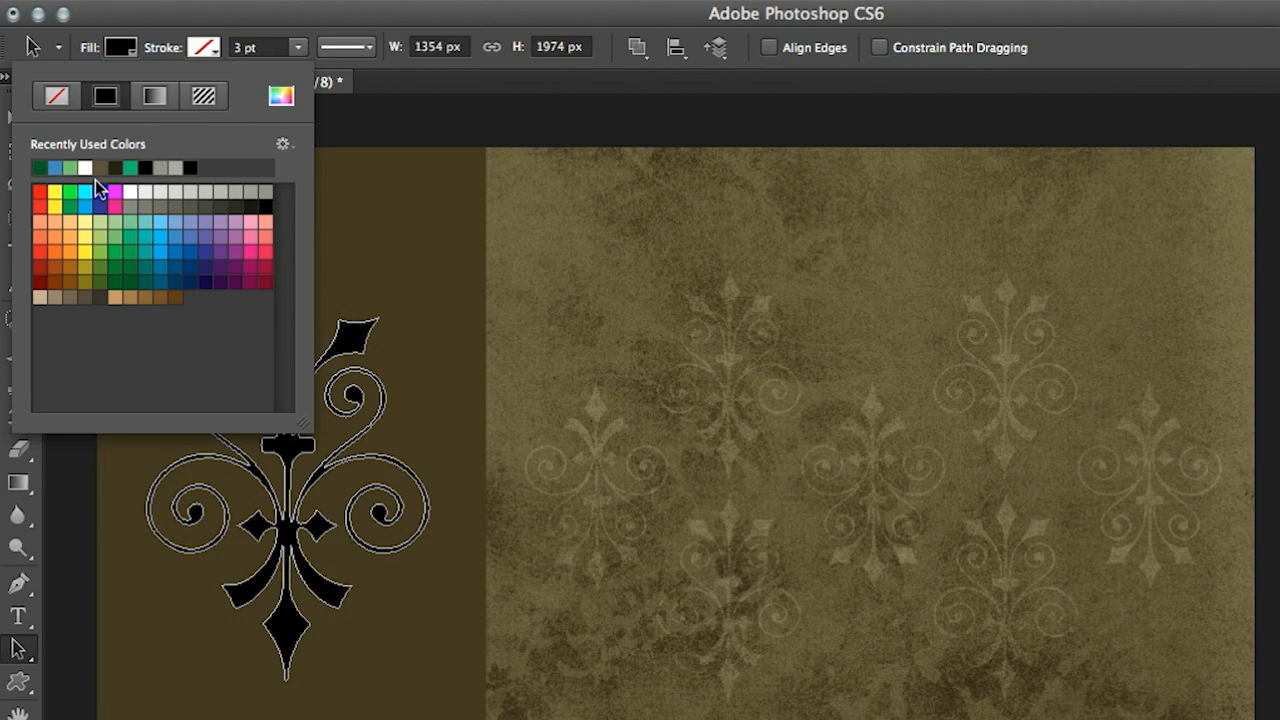 Adobe Photoshop CS6
Fill: Stroke: 3 pt W: 1354 px H: 1974 px Align Edges Constrain Path Dragging
/8) *
Recently Used Colors
T